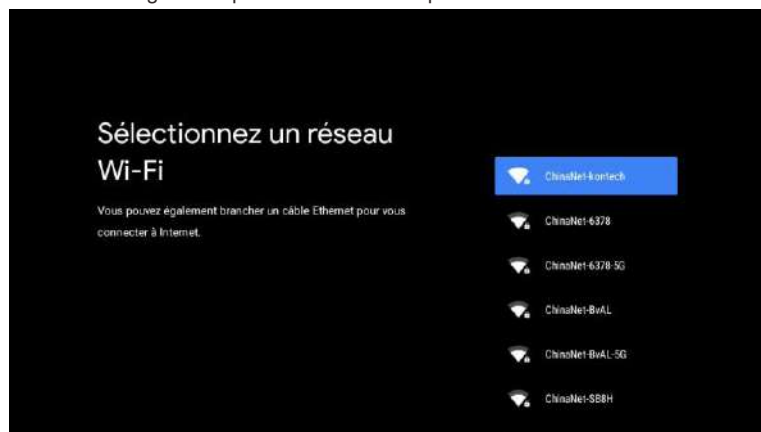 Sélectionnez un réseau
Wi-Fi
Vous pouvez également brancher un câble Ethernet pour vous
connecter à Internet.
ChinaNet-kontech
ChinaNet-6378
ChinaNet-6378-5G
ChinaNet-BvAL
ChinaNet-BvAL-5G
ChinaNet-SB8H